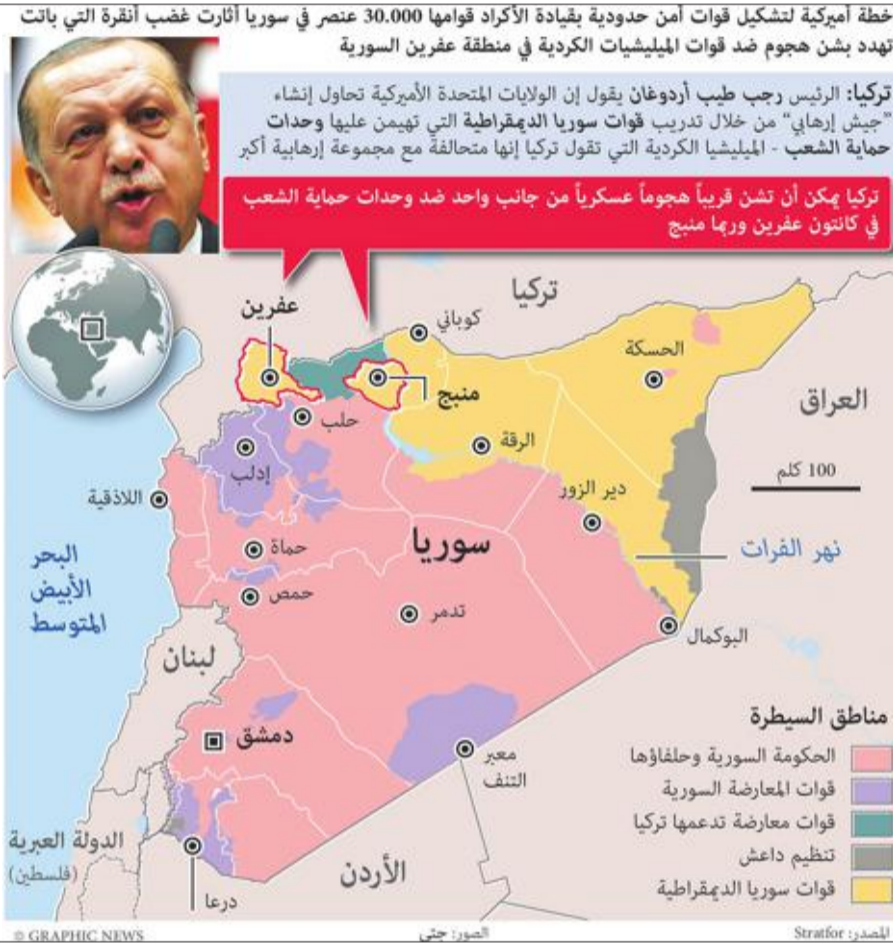 خطة أميركية لتشكيل قوات أمن حدودية بقيادة الأكراد قوامها 30.000 عنصر في سوريا أثارت غضب أنقرة التي باتت
تهدد بشن هجوم ضد قوات الميليشيات الكردية في منطقة عفرين السورية
تركيا: الرئيس رجب طيب أردوغان يقول إن الولايات المتحدة الأميركية تحاول إنشاء
"جيش إرهابي" من خلال تدريب قوات سوريا الديمقراطية التي تهيمن عليها وحدات
حماية الشعب - الميليشيا الكردية التي تقول تركيا إنها متحالفة مع مجموعة إرهابية أكبر
تركيا يمكن أن تشن قريباً هجوماً عسكرياً من جانب واحد ضد وحدات حماية الشعب
في كانتون عفرين وربما منبج
تركيا
عفرين
كوباني
الحسكة
منبج
العراق
حلب
الرقة
إدلب
100 كلم
دير الزور
اللاذقية
سوريا
نهر الفرات
حماة
البحر
الأبيض
المتوسط
حمص
تدمر
البوكمال
لبنان
مناطق السيطرة
دمشق
معبر
التنف
الحكومة السورية وحلفاؤها
قوات المعارضة السورية
قوات معارضة تدعمها تركيا
تنظيم داعش
قوات سوريا الديمقراطية
الدولة العبرية
(فلسطين)
الأردن
درعا
المصدر: Stratfor
الصور: جتي
© GRAPHIC NEWS